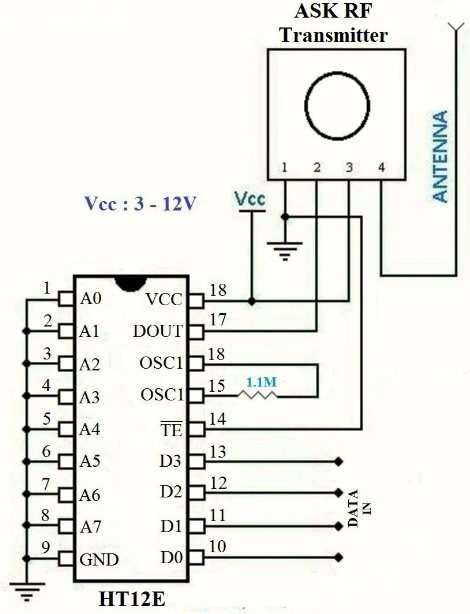 ASK RF
Transmitter
1 2 3 4
ANTENNA
Vcc : 3 - 12V
Vcc
1 A0 VCC 18
2 A1 DOUT 17
3 A2 OSC1 18
4 A3 OSC1 15 1.1M
5 A4 TE 14
6 A5 D3 13
7 A6 D2 12
8 A7 D1 11
9 GND D0 10
DATA
IN
HT12E